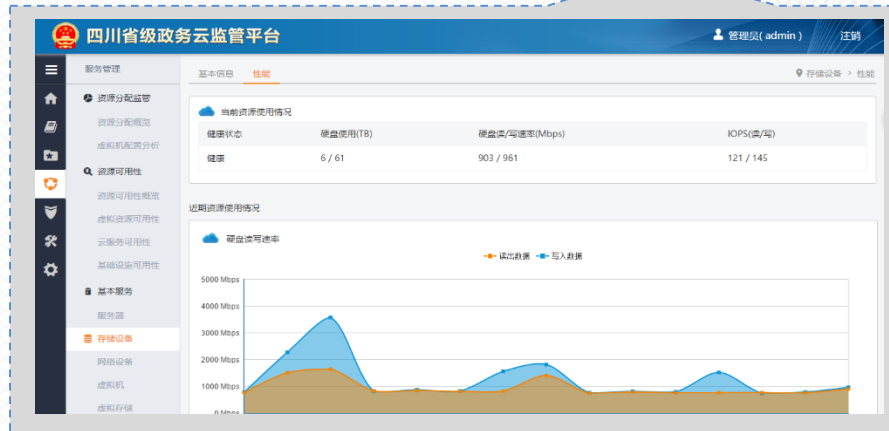 四川省级政务云监管平台
管理员( admin )
注销
服务管理
资源分配监管
资源分配概览
虚拟机配置分析
资源可用性
资源可用性概览
虚拟资源可用性
云服务可用性
基础设施可用性
基本服务
服务器
存储设备
网络设备
虚拟机
虚拟存储
基本信息 性能
存储设备 > 性能
当前资源使用情况
健康状态 硬盘使用(TB) 硬盘读/写速率(Mbps) IOPS(读/写)
健康 6 / 61 903 / 961 121 / 145
近期资源使用情况
硬盘读写速率
读出数据 写入数据
5000 Mbps
4000 Mbps
3000 Mbps
2000 Mbps
1000 Mbps
0 Mbps